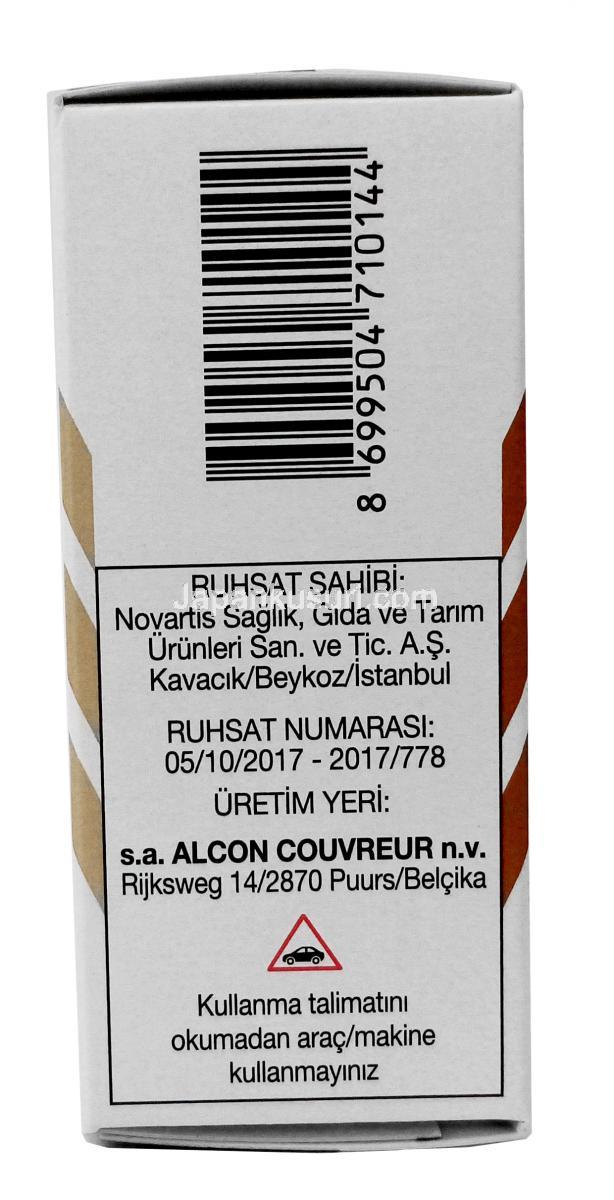 8 699504 710144
RUHSAT SAHİBİ:
Japankusuri.com
Novartis Sağlık, Gıda ve Tarım
Ürünleri San. ve Tic. A.Ş.
Kavacık/Beykoz/İstanbul
RUHSAT NUMARASI:
05/10/2017 - 2017/778
ÜRETİM YERİ:
s.a. ALCON COUVREUR n.v.
Rijksweg 14/2870 Puurs/Belçika
Kullanma talimatını
okumadan araç/makine
kullanmayınız